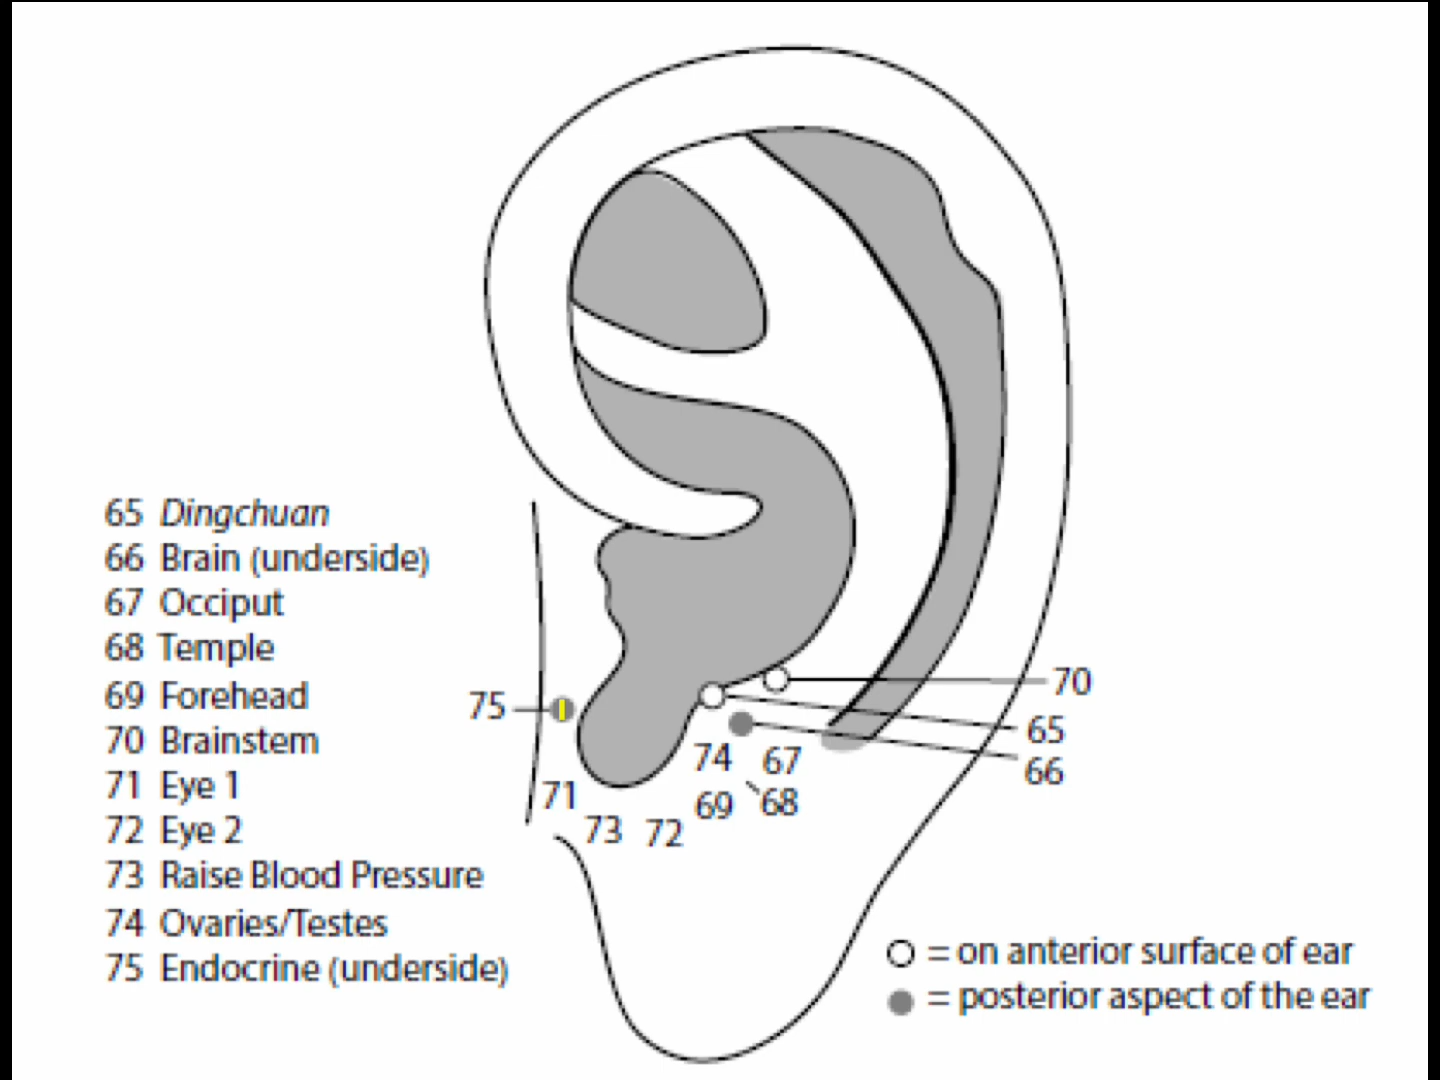 65 Dingchuan
66 Brain (underside)
67 Occiput
68 Temple
69 Forehead
70 Brainstem
71 Eye 1
72 Eye 2
73 Raise Blood Pressure
74 Ovaries/Testes
75 Endocrine (underside)
75
70
65
66
74 67
71
69 68
73 72
= on anterior surface of ear
= posterior aspect of the ear